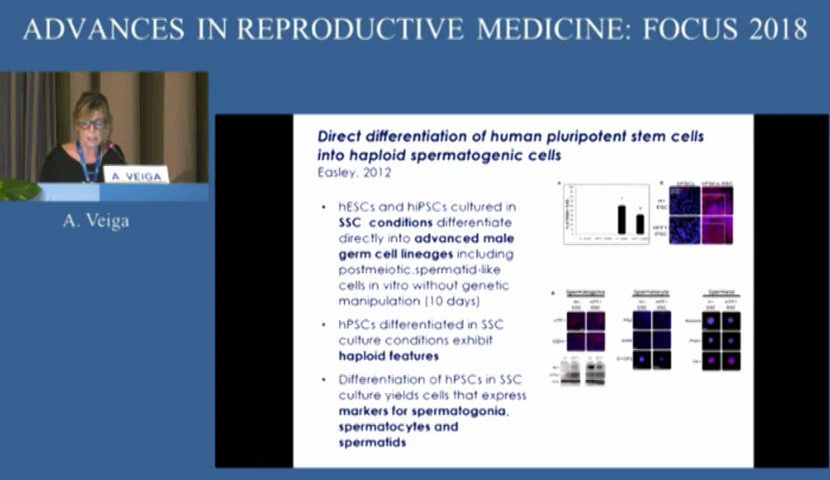 ADVANCES IN REPRODUCTIVE MEDICINE: FOCUS 2018
A. VEIGA
A. Veiga
Direct differentiation of human pluripotent stem cells
into haploid spermatogenic cells
Easley, 2012
• hESCs and hiPSCs cultured in
SSC conditions differentiate
directly into advanced male
germ cell lineages including
postmeiotic,spermatid-like
cells in vitro without genetic
manipulation (10 days)
• hPSCs differentiated in SSC
culture conditions exhibit
haploid features
• Differentiation of hPSCs in SSC
culture yields cells that express
markers for spermatogonia,
spermatocytes and
spermatids